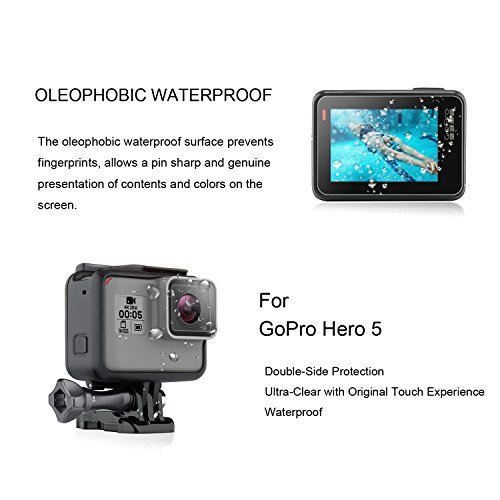 OLEOPHOBIC WATERPROOF
The oleophobic waterproof surface prevents
fingerprints, allows a pin sharp and genuine
presentation of contents and colors on the
screen.
GoPro
00:05
For
GoPro Hero 5
Double-Side Protection
Ultra-Clear with Original Touch Experience
Waterproof